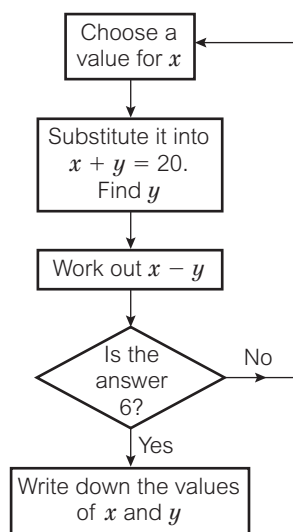 Choose a
value for x
Substitute it into
x + y = 20.
Find y
Work out x − y
Is the
answer
6?
No
Yes
Write down the values
of x and y